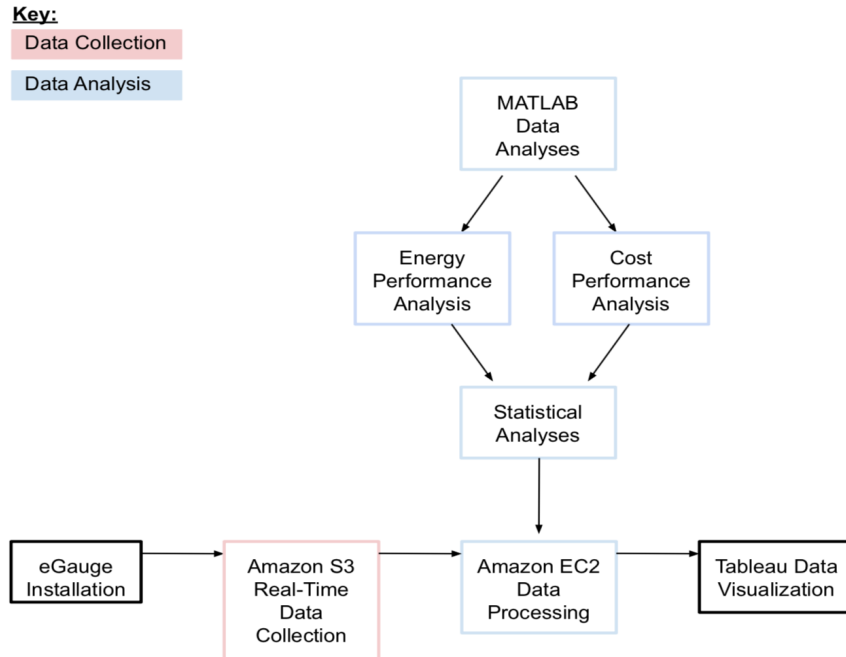 Key:
Data Collection
Data Analysis
MATLAB
Data
Analyses
Energy
Performance
Analysis
Cost
Performance
Analysis
Statistical
Analyses
eGauge
Installation
Amazon S3
Real-Time
Data
Collection
Amazon EC2
Data
Processing
Tableau Data
Visualization